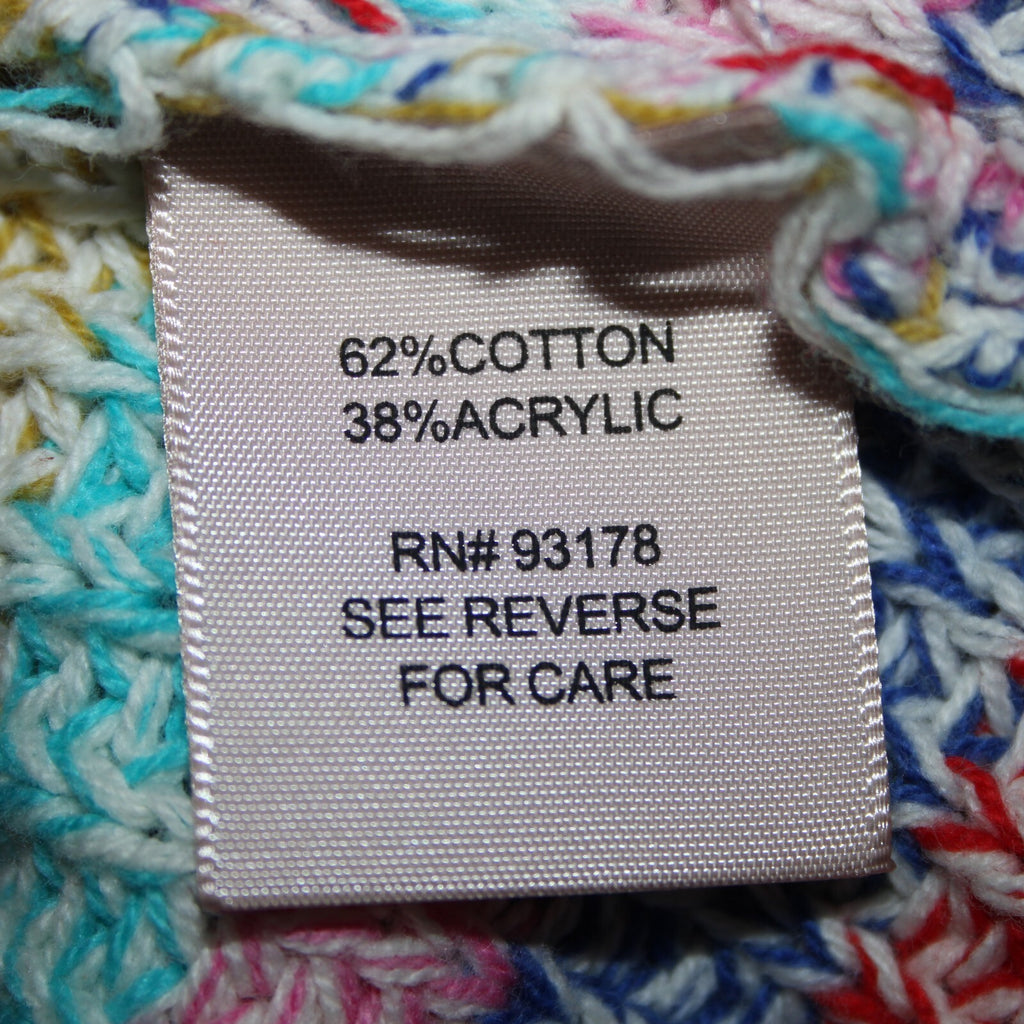 62%COTTON
38%ACRYLIC
RN# 93178
SEE REVERSE
FOR CARE